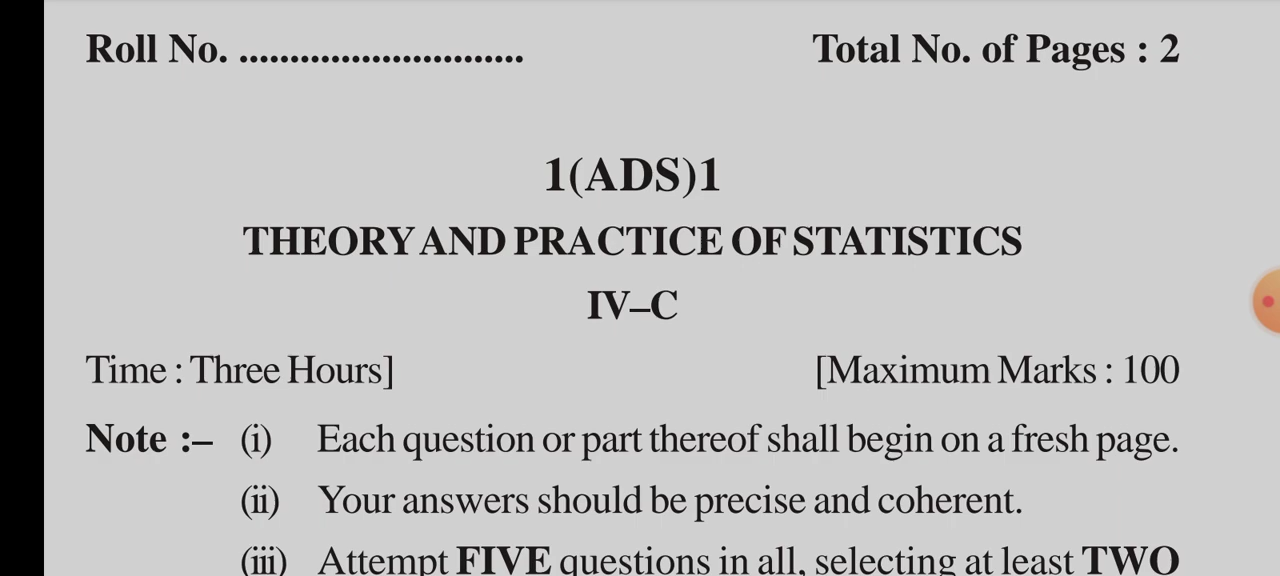 Roll No. ............................ Total No. of Pages : 2
1(ADS)1
THEORY AND PRACTICE OF STATISTICS
IV–C
Time : Three Hours] [Maximum Marks : 100
Note :– (i) Each question or part thereof shall begin on a fresh page.
(ii) Your answers should be precise and coherent.
(iii) Attempt FIVE questions in all, selecting at least TWO